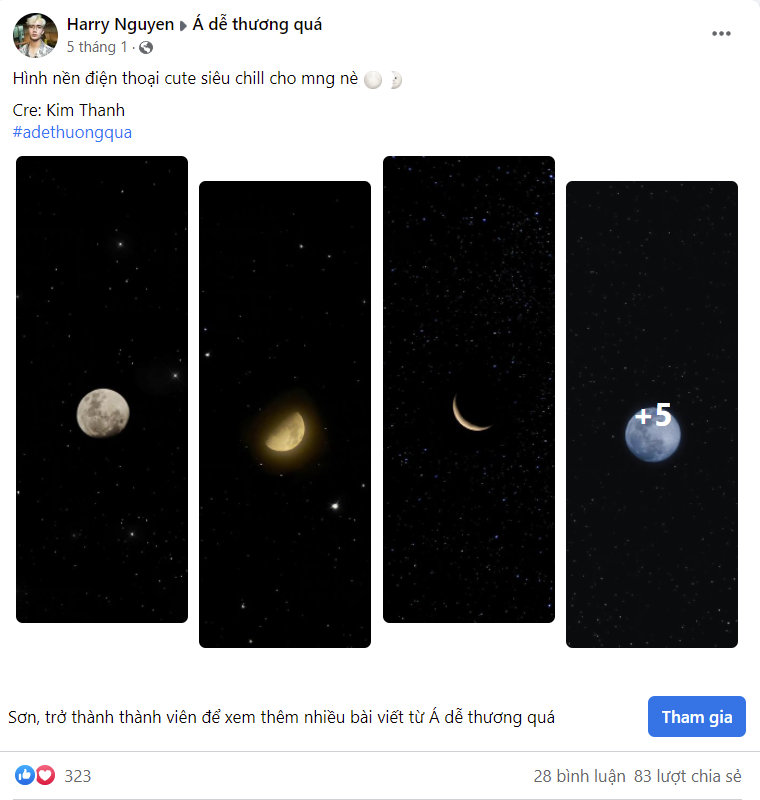 Harry Nguyen ▸ Á dễ thương quá
5 tháng 1 ·
Hình nền điện thoại cute siêu chill cho mng nè
Cre: Kim Thanh
#adethuongqua
+5
Sơn, trở thành thành viên để xem thêm nhiều bài viết từ Á dễ thương quá
Tham gia
323
28 bình luận 83 lượt chia sẻ